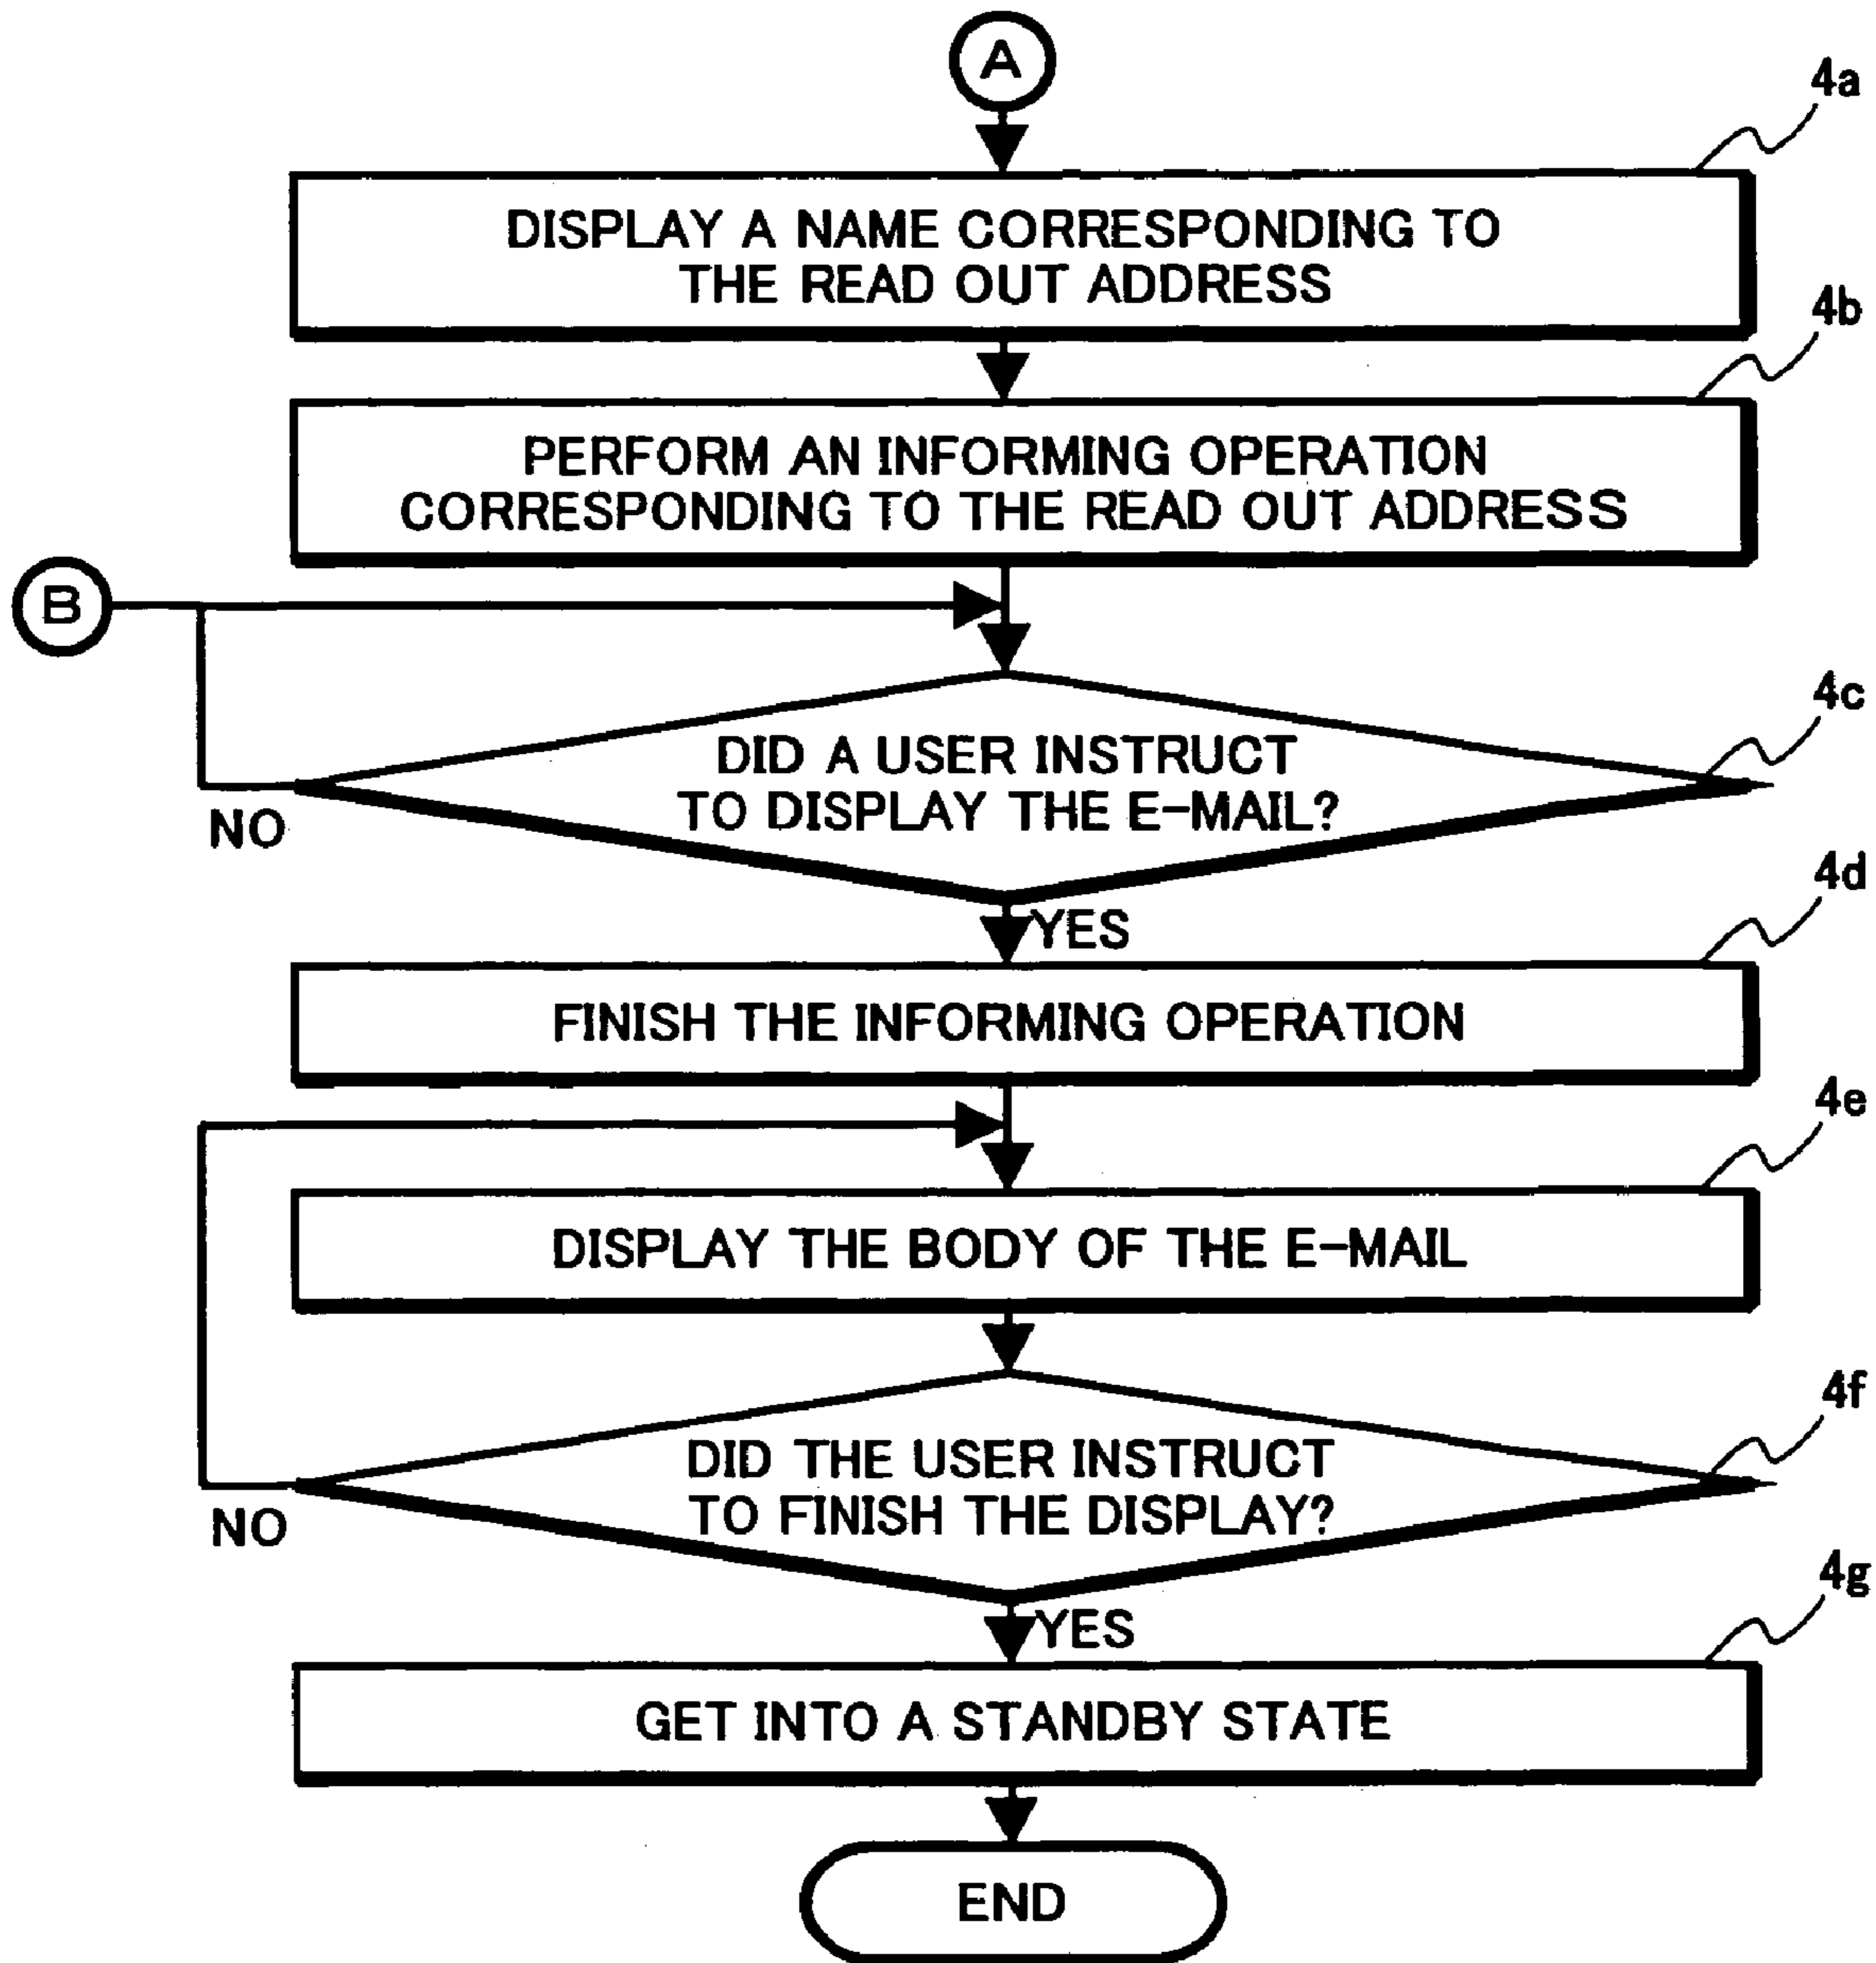 A
4a
DISPLAY A NAME CORRESPONDING TO
THE READ OUT ADDRESS
4b
PERFORM AN INFORMING OPERATION
CORRESPONDING TO THE READ OUT ADDRESS
B
4c
DID A USER INSTRUCT
TO DISPLAY THE E-MAIL?
NO
4d
YES
FINISH THE INFORMING OPERATION
4e
DISPLAY THE BODY OF THE E-MAIL
4f
DID THE USER INSTRUCT
TO FINISH THE DISPLAY?
NO
4g
YES
GET INTO A STANDBY STATE
END